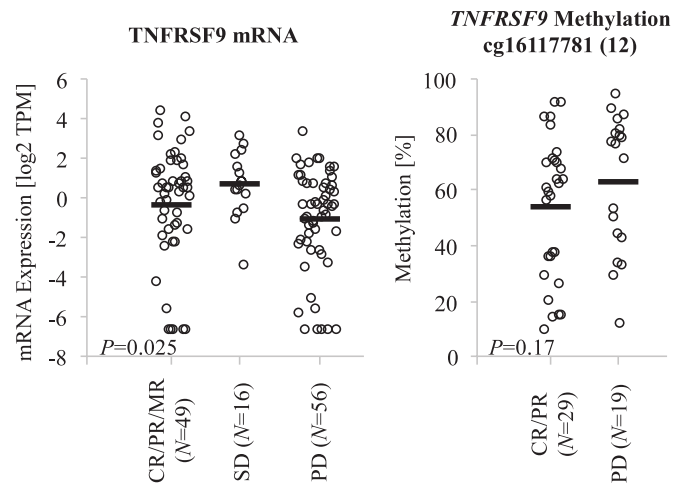 TNFRSF9 mRNA
mRNA Expression [log2 TPM]
6
4
2
0
-2
-4
-6
-8
P=0.025
CR/PR/MR
(N=49)
SD (N=16)
PD (N=56)
TNFRSF9 Methylation
cg16117781 (12)
Methylation [%]
100
80
60
40
20
0
P=0.17
CR/PR
(N=29)
PD (N=19)